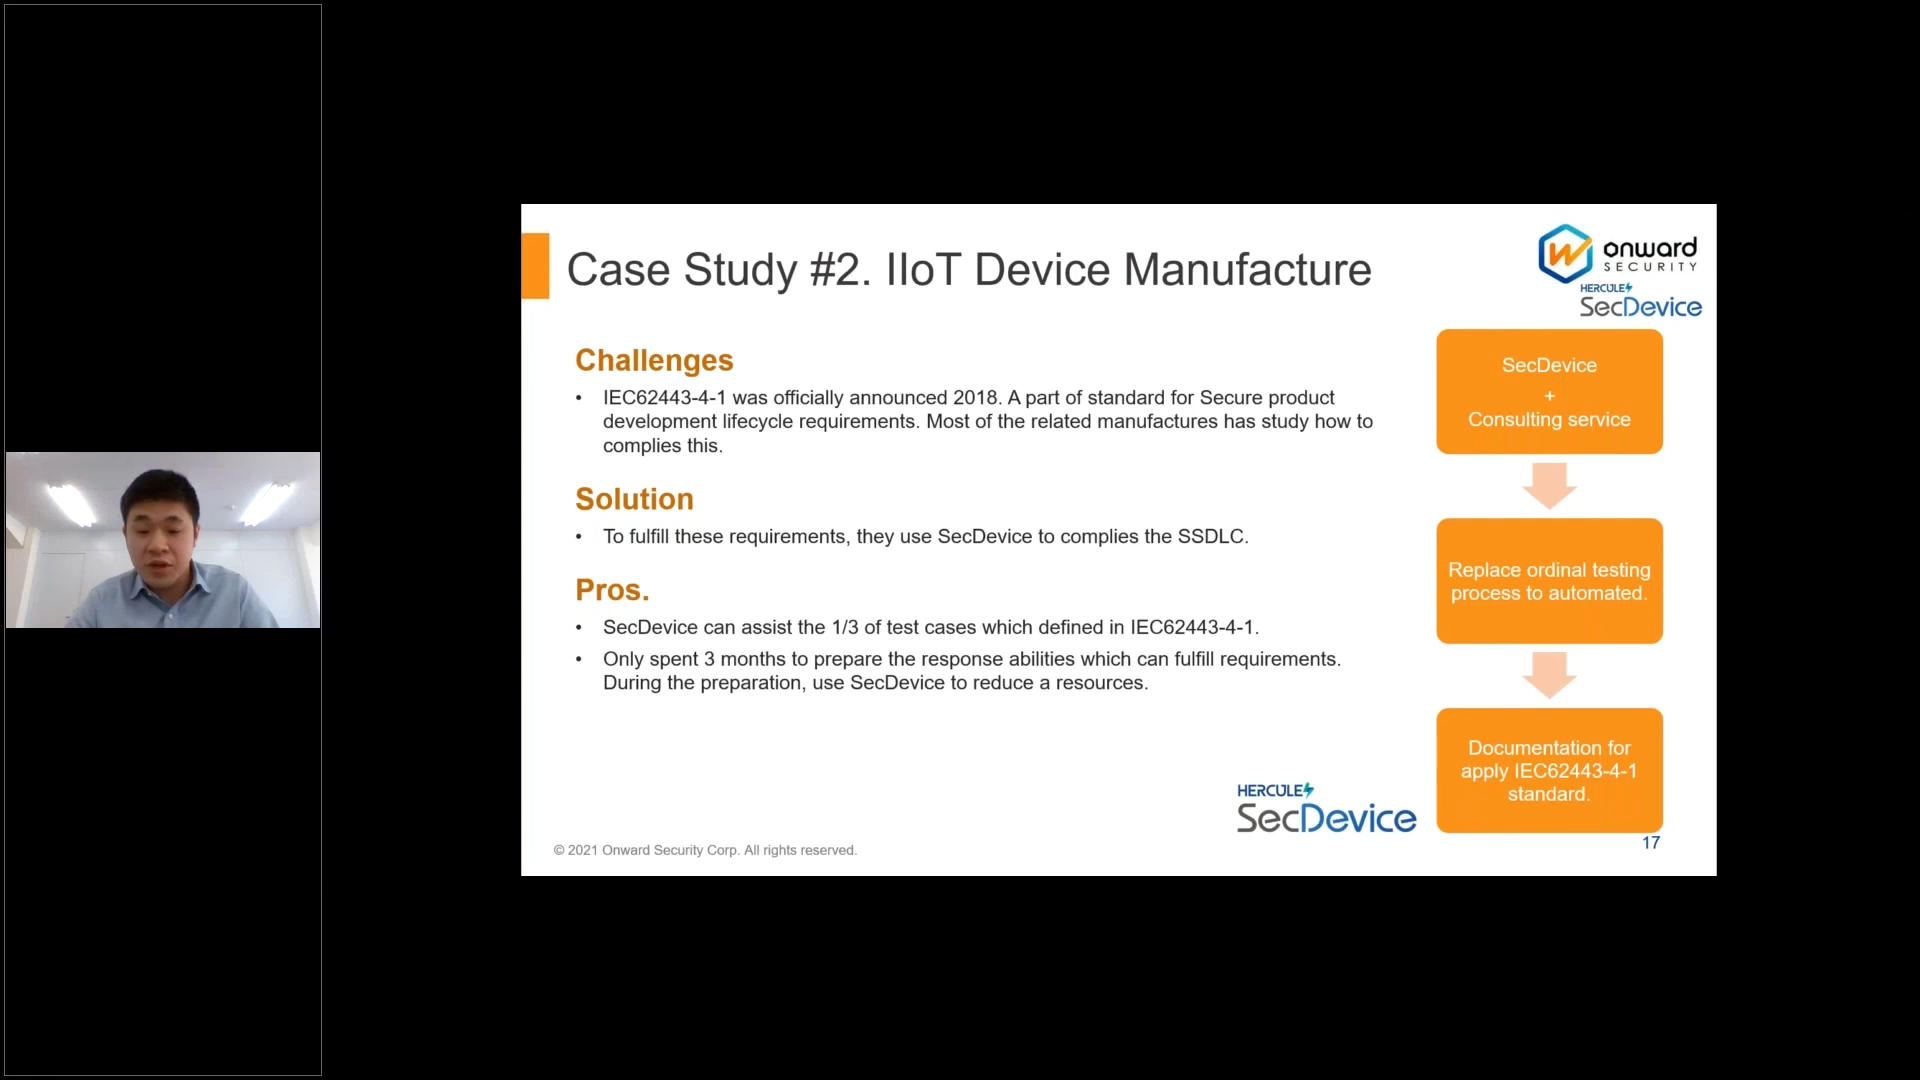 Case Study #2. IIoT Device Manufacture
onward
SECURITY
HERCULES
SecDevice
Challenges
• IEC62443-4-1 was officially announced 2018. A part of standard for Secure product
development lifecycle requirements. Most of the related manufactures has study how to
complies this.
Solution
• To fulfill these requirements, they use SecDevice to complies the SSDLC.
Pros.
• SecDevice can assist the 1/3 of test cases which defined in IEC62443-4-1.
• Only spent 3 months to prepare the response abilities which can fulfill requirements.
During the preparation, use SecDevice to reduce a resources.
SecDevice
+
Consulting service
Replace ordinal testing
process to automated.
Documentation for
apply IEC62443-4-1
standard.
HERCULES
SecDevice
© 2021 Onward Security Corp. All rights reserved.
17